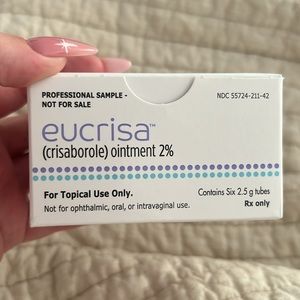 PROFESSIONAL SAMPLE -
NOT FOR SALE
NDC 55724-211-42
eucrisa™
(crisaborole) ointment 2%
For Topical Use Only.
Contains Six 2.5 g tubes
Not for ophthalmic, oral, or intravaginal use.
Rx only